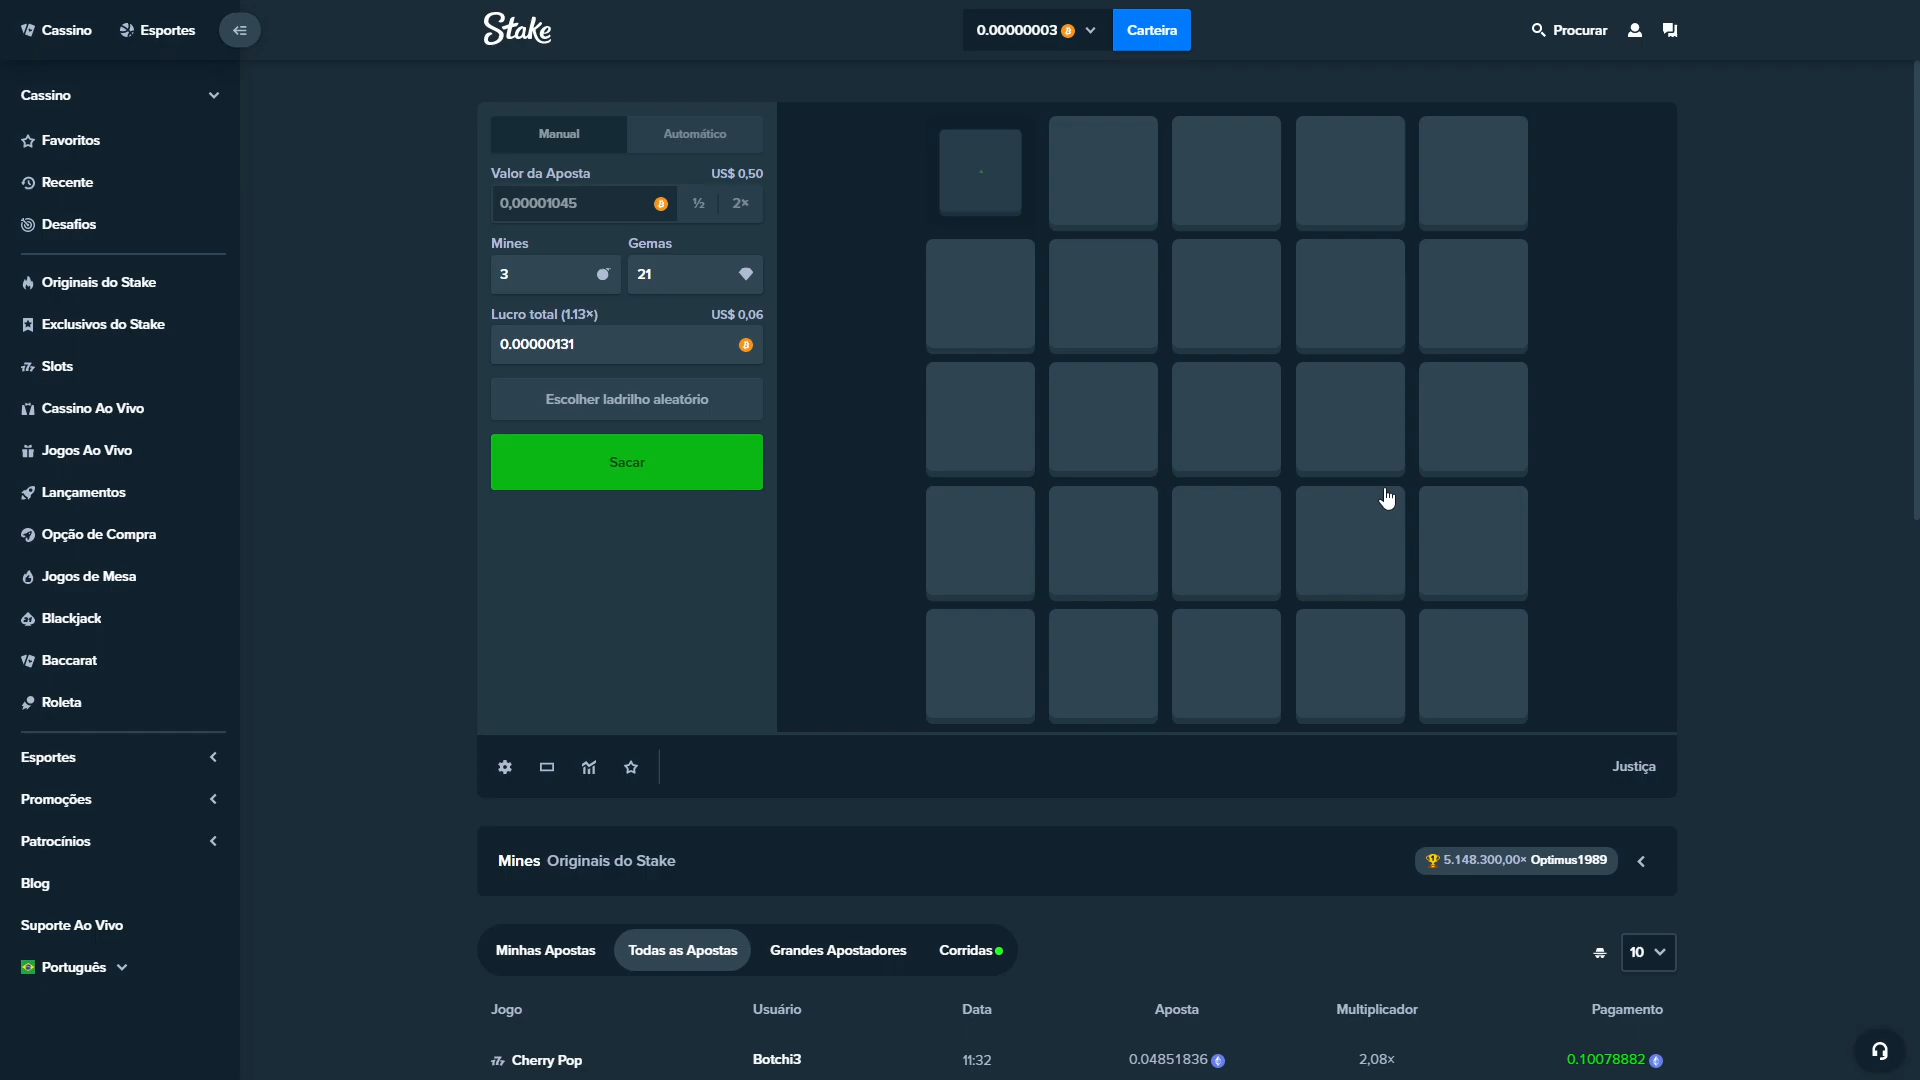 Cassino
Esportes
Stake
0.00000003
Carteira
Procurar
Cassino
Favoritos
Recente
Desafios
Originais do Stake
Exclusivos do Stake
Slots
Cassino Ao Vivo
Jogos Ao Vivo
Lançamentos
Opção de Compra
Jogos de Mesa
Blackjack
Baccarat
Roleta
Esportes
Promoções
Patrocínios
Blog
Suporte Ao Vivo
Português
Manual Automático
Valor da Aposta US$ 0,50
0,00001045 ½ 2×
Mines Gemas
3 21
Lucro total (1.13×) US$ 0,06
0.00000131
Escolher ladrilho aleatório
Sacar
Justiça
Mines Originais do Stake
5.148.300,00× Optimus1989
Minhas Apostas Todas as Apostas Grandes Apostadores Corridas
10
Jogo Usuário Data Aposta Multiplicador Pagamento
Cherry Pop Botchi3 11:32 0.04851836 2,08× 0.10078882